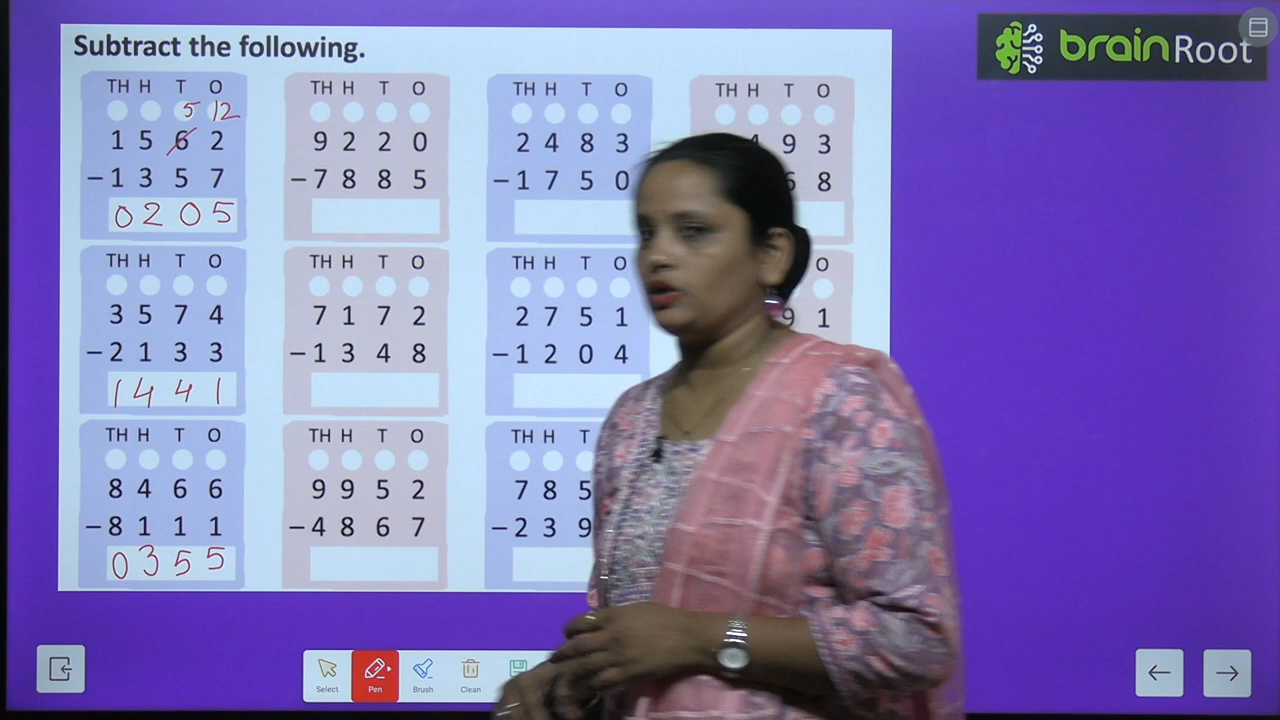 Subtract the following.
brainRoot
TH H T O
5 12
1 5 6 2
− 1 3 5 7
0 2 0 5
TH H T O
9 2 2 0
− 7 8 8 5
TH H T O
2 4 8 3
− 1 7 5 0
TH H T O
4 9 3
6 8
TH H T O
3 5 7 4
− 2 1 3 3
1 4 4 1
TH H T O
7 1 7 2
− 1 3 4 8
TH H T O
2 7 5 1
− 1 2 0 4
O
9 1
TH H T O
8 4 6 6
− 8 1 1 1
0 3 5 5
TH H T O
9 9 5 2
− 4 8 6 7
TH H T
7 8 5
− 2 3 9
Select
Pen
Brush
Clean